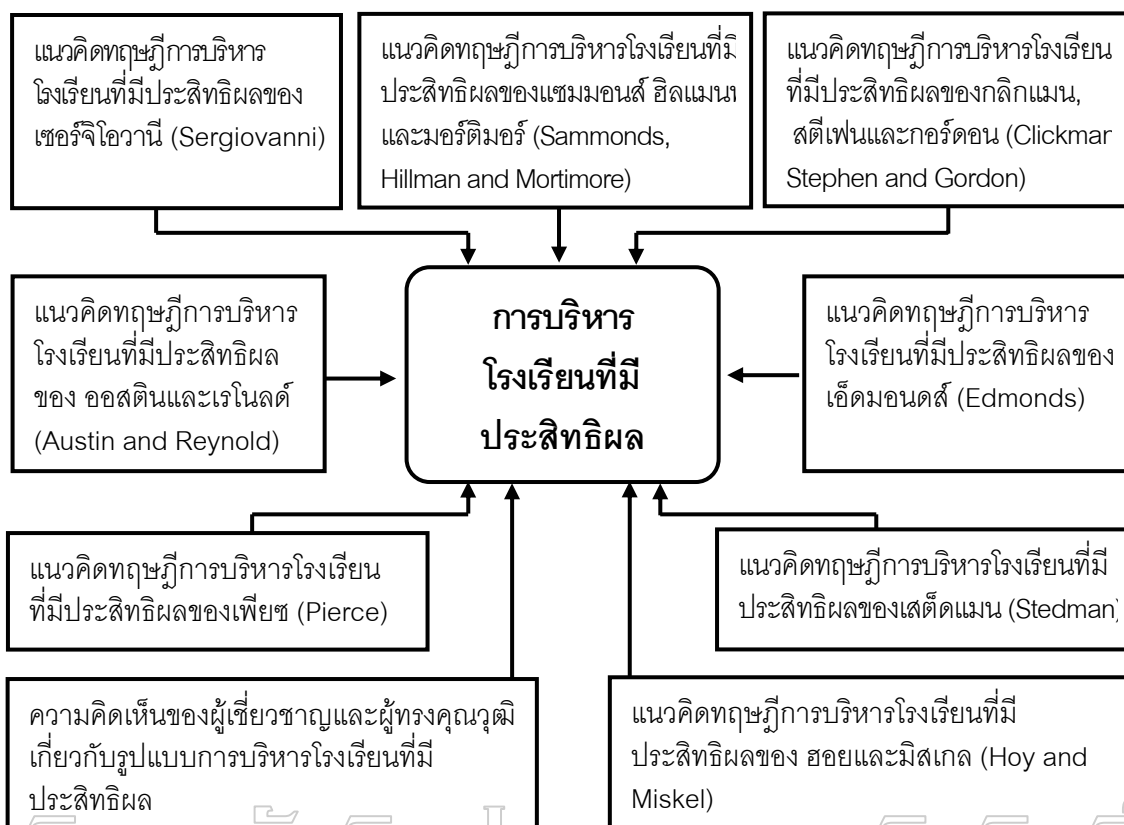 แนวคิดทฤษฎีการบริหาร
โรงเรียนที่มีประสิทธิผลของ
เซอร์จิโอวานี (Sergiovanni)
แนวคิดทฤษฎีการบริหารโรงเรียนที่มี
ประสิทธิผลของแซมมอนส์ ฮิลแมนท
และมอร์ติมอร์ (Sammonds,
Hillman and Mortimore)
แนวคิดทฤษฎีการบริหารโรงเรียน
ที่มีประสิทธิผลของกลิกแมน,
สตีเฟนและกอร์ดอน (Clickman
Stephen and Gordon)
แนวคิดทฤษฎีการบริหาร
โรงเรียนที่มีประสิทธิผล
ของ ออสตินและเรโนลด์
(Austin and Reynold)
การบริหาร
โรงเรียนที่มี
ประสิทธิผล
แนวคิดทฤษฎีการบริหาร
โรงเรียนที่มีประสิทธิผลของ
เอ็ดมอนดส์ (Edmonds)
แนวคิดทฤษฎีการบริหารโรงเรียน
ที่มีประสิทธิผลของเพียซ (Pierce)
แนวคิดทฤษฎีการบริหารโรงเรียนที่มี
ประสิทธิผลของเสต็ดแมน (Stedman)
ความคิดเห็นของผู้เชี่ยวชาญและผู้ทรงคุณวุฒิ
เกี่ยวกับรูปแบบการบริหารโรงเรียนที่มี
ประสิทธิผล
แนวคิดทฤษฎีการบริหารโรงเรียนที่มี
ประสิทธิผลของ ฮอยและมิสเกล (Hoy and
Miskel)